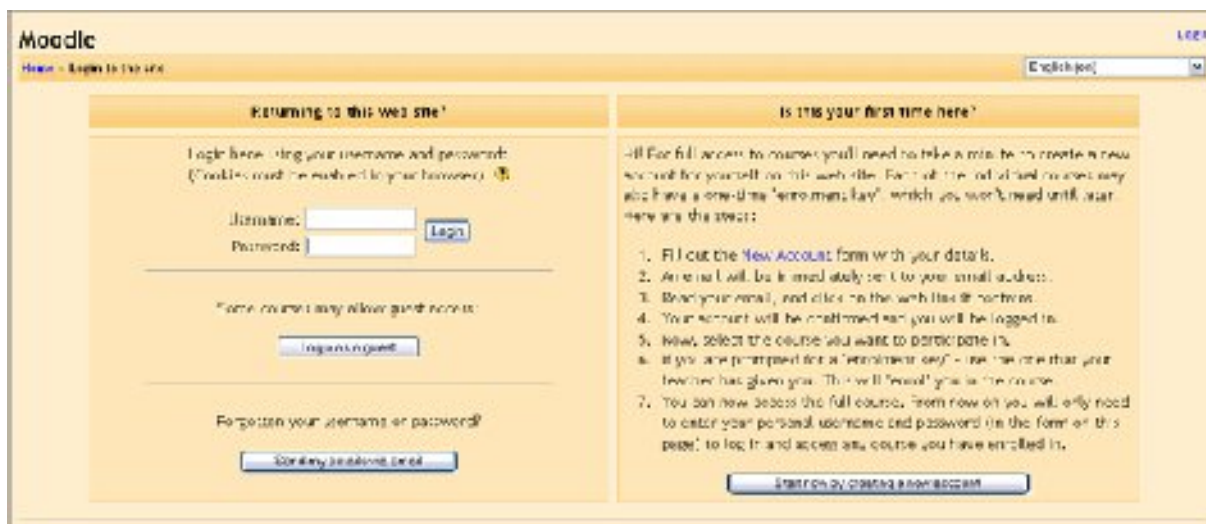 Moodle
Login
Home » Login to the site
English (en)
Returning to this web site?
Login here using your username and password:
(Cookies must be enabled in your browser)
Username:
Login
Password:
Some courses may allow guest access:
Login as a guest
Forgotten your username or password?
Send my details via email
Is this your first time here?
Hi! For full access to courses you'll need to take a minute to create a new
account for yourself on this web site. Each of the individual courses may
also have a one-time "enrolment key", which you won't need until later.
Here are the steps:
1. Fill out the New Account form with your details.
2. An email will be immediately sent to your email address.
3. Read your email, and click on the web link it contains.
4. Your account will be confirmed and you will be logged in.
5. Now, select the course you want to participate in.
6. If you are prompted for a "enrolment key" - use the one that your
teacher has given you. This will "enrol" you in the course.
7. You can now access the full course. From now on you will only need
to enter your personal username and password (in the form on this
page) to log in and access any course you have enrolled in.
Start now by creating a new account